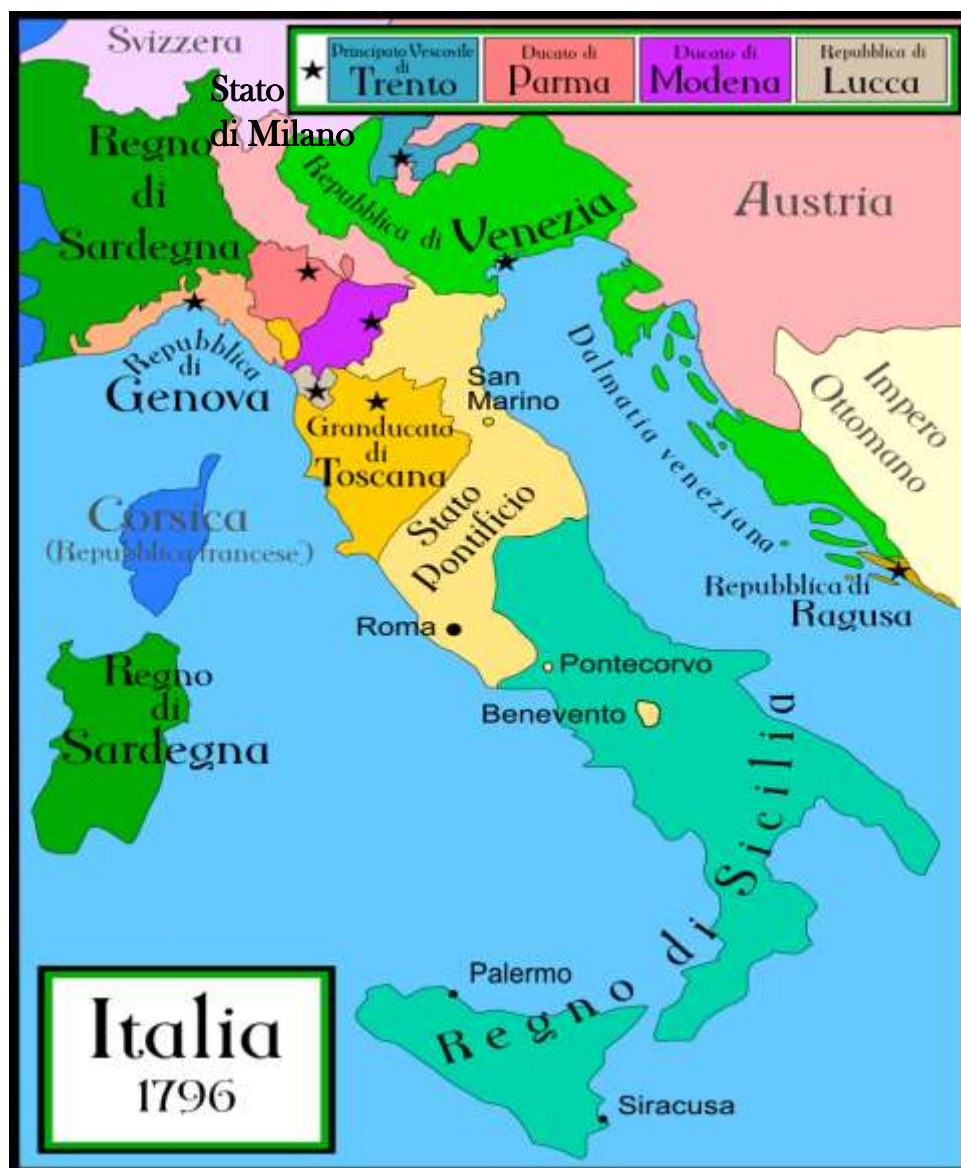 Svizzera
Principato Vescovile
di
Trento
Ducato di
Parma
Ducato di
Modena
Repubblica di
Lucca
Stato
di Milano
Regno
di
Sardegna
Repubblica di
Venezia
Austria
Repubblica
di
Genova
San
Marino
Dalmatia veneziana
Impero
Ottomano
Granducato
di
Toscana
Stato
Pontificio
Corsica
(Repubblica francese)
Repubblica di
Ragusa
Roma
Pontecorvo
Benevento
Regno
di
Sardegna
Regno di Sicilia
Palermo
Siracusa
Italia
1796